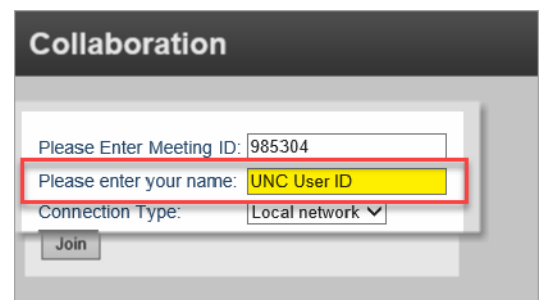 Collaboration
Please Enter Meeting ID: 985304
Please enter your name: UNC User ID
Connection Type: Local network
Join